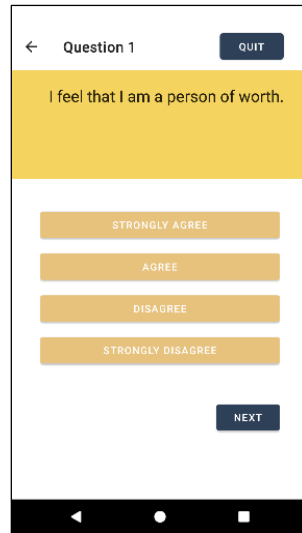 Question 1
QUIT
I feel that I am a person of worth.
STRONGLY AGREE
AGREE
DISAGREE
STRONGLY DISAGREE
NEXT